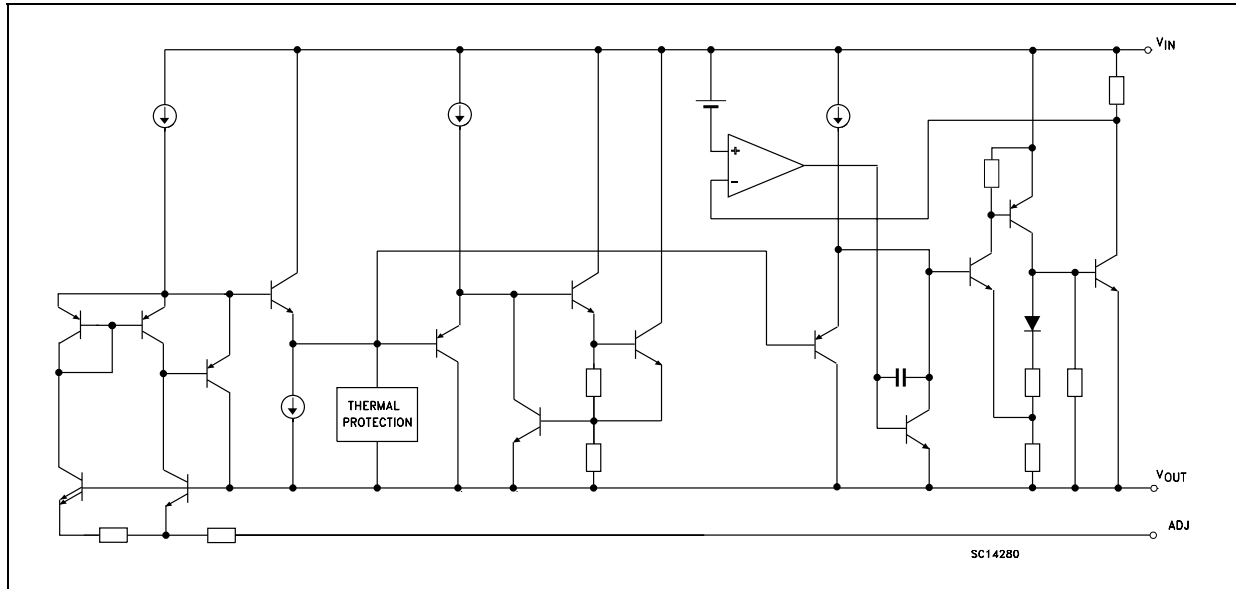 VIN
+
−
THERMAL
PROTECTION
VOUT
ADJ
SC14280